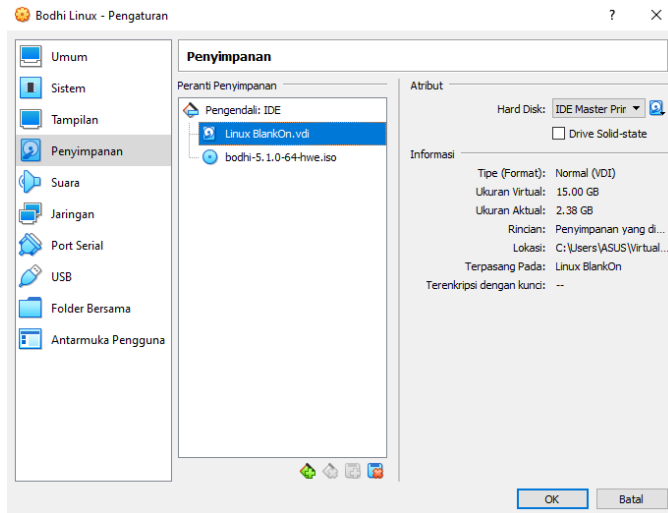 Bodhi Linux - Pengaturan
?
Umum
Sistem
Tampilan
Penyimpanan
Suara
Jaringan
Port Serial
USB
Folder Bersama
Antarmuka Pengguna
Penyimpanan
Peranti Penyimpanan
Pengendali: IDE
Linux BlankOn.vdi
bodhi-5.1.0-64-hwe.iso
Atribut
Hard Disk: IDE Master Prir
Drive Solid-state
Informasi
Tipe (Format): Normal (VDI)
Ukuran Virtual: 15.00 GB
Ukuran Aktual: 2.38 GB
Rincian: Penyimpanan yang di...
Lokasi: C:\Users\ASUS\Virtual...
Terpasang Pada: Linux BlankOn
Terenkripsi dengan kunci: --
OK Batal